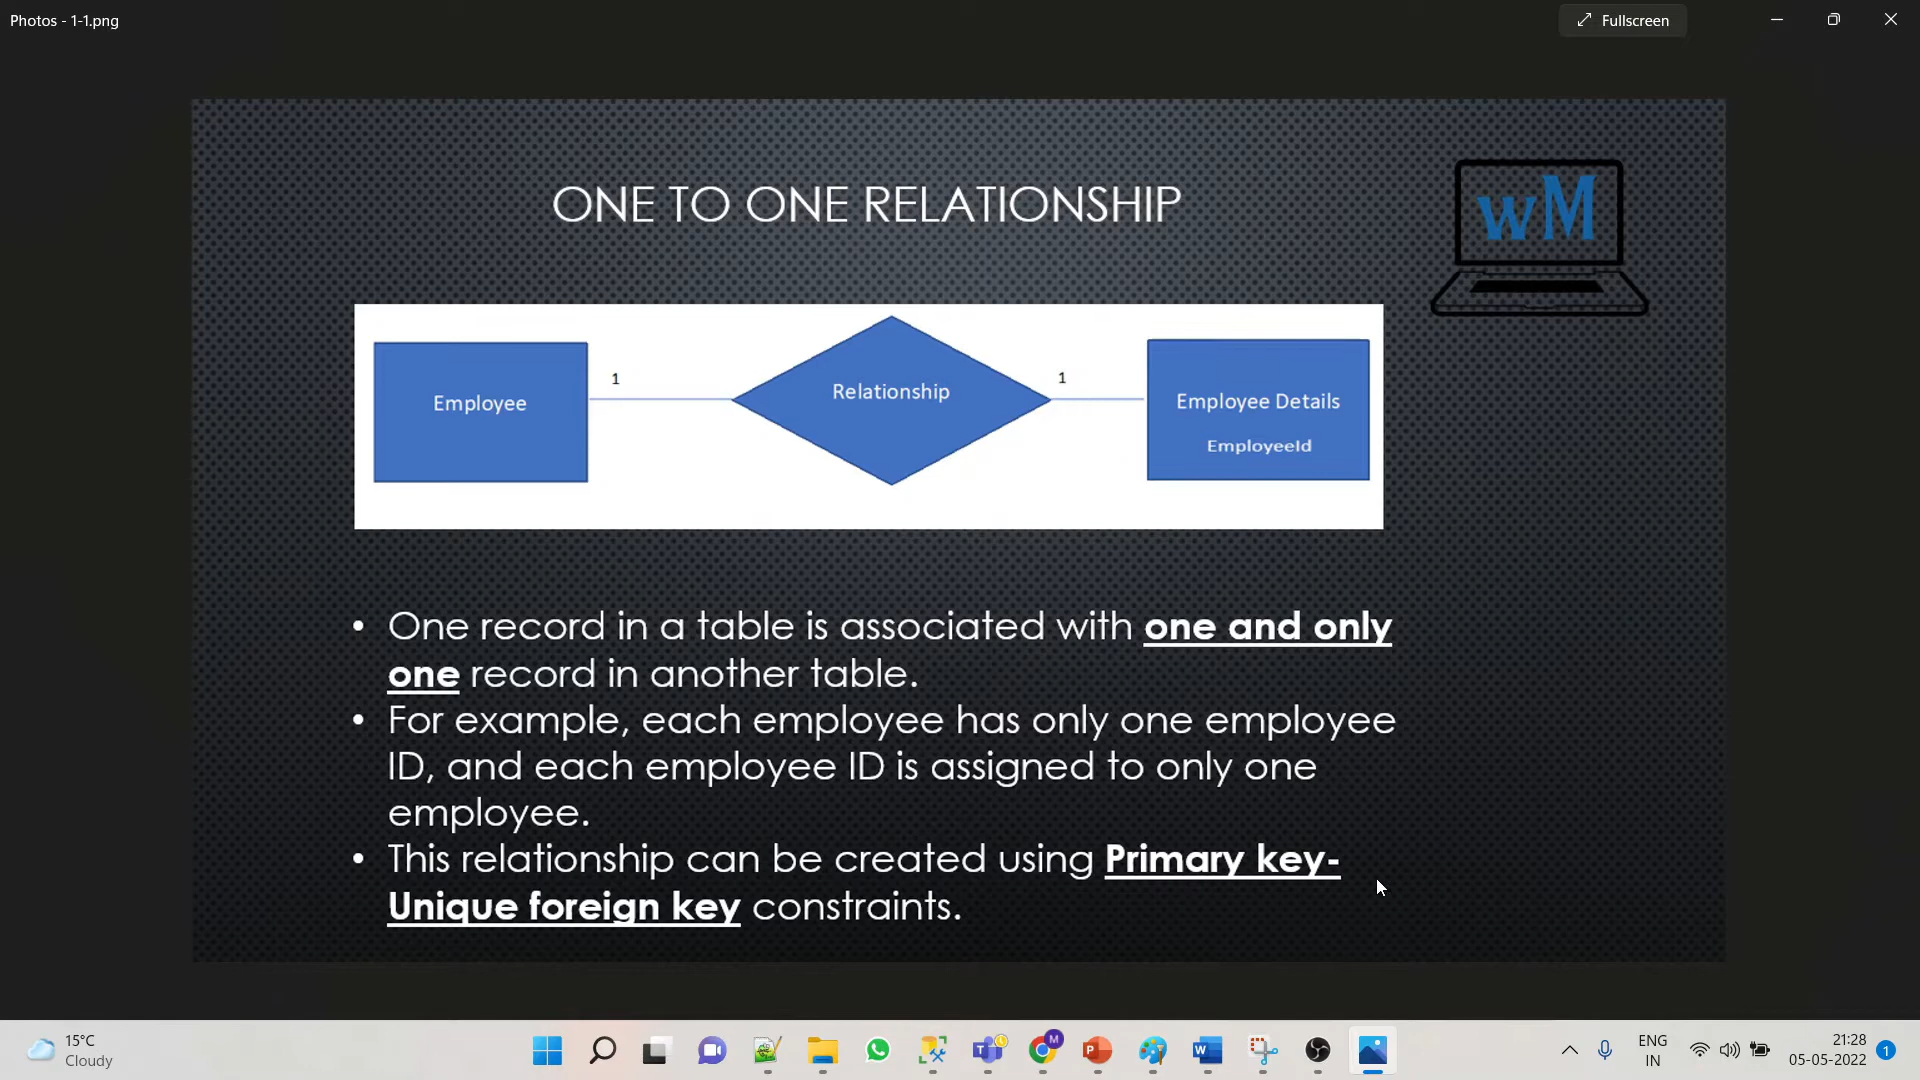 Photos - 1-1.png
Fullscreen
ONE TO ONE RELATIONSHIP
wM
Employee
1
Relationship
1
Employee Details
EmployeeId
• One record in a table is associated with one and only
one record in another table.
• For example, each employee has only one employee
ID, and each employee ID is assigned to only one
employee.
• This relationship can be created using Primary key-
Unique foreign key constraints.
15°C
Cloudy
T
M
P
W
ENG
IN
21:28
05-05-2022
1